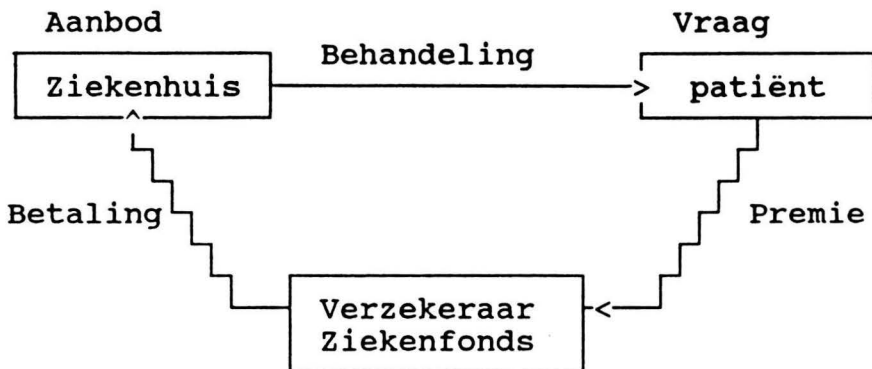 Aanbod
Vraag
Behandeling
Ziekenhuis
patiënt
Betaling
Premie
Verzekeraar
Ziekenfonds